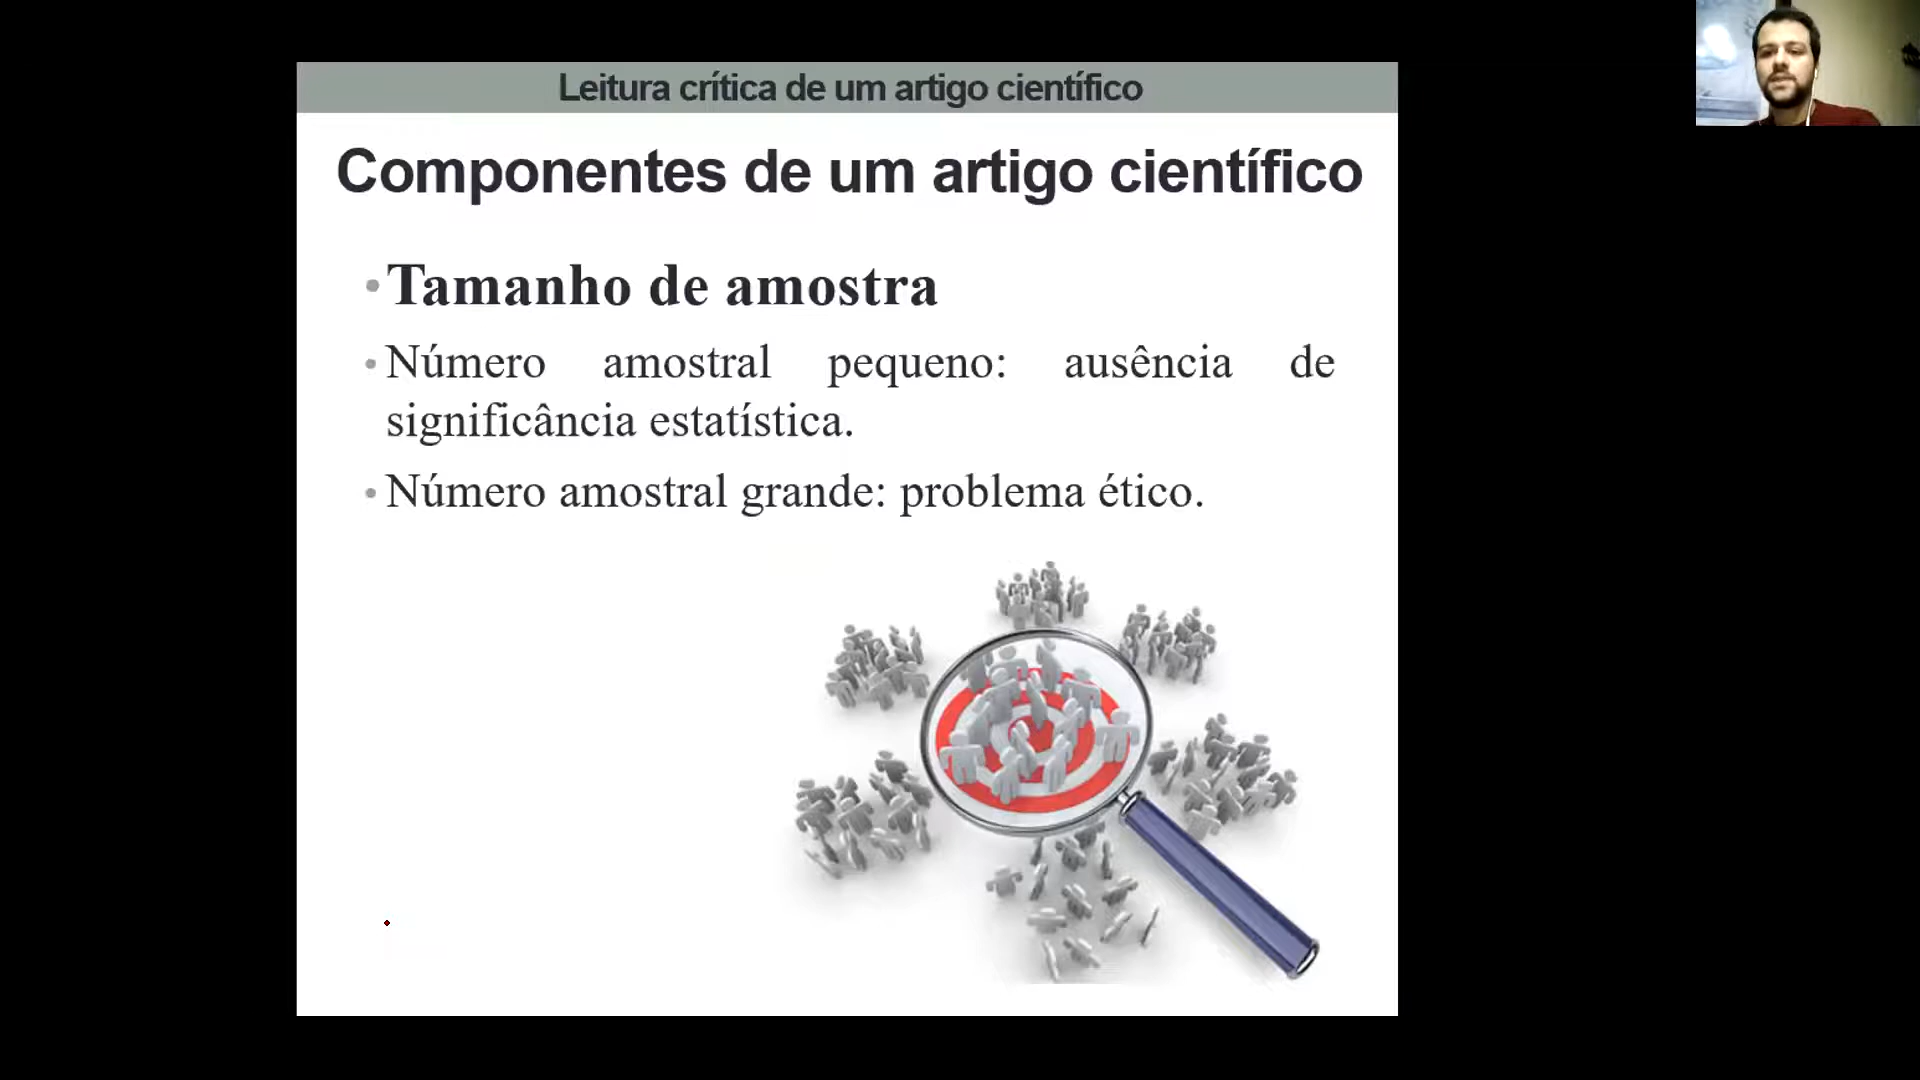 Leitura crítica de um artigo científico
Componentes de um artigo científico
•Tamanho de amostra
•Número amostral pequeno: ausência de
significância estatística.
•Número amostral grande: problema ético.